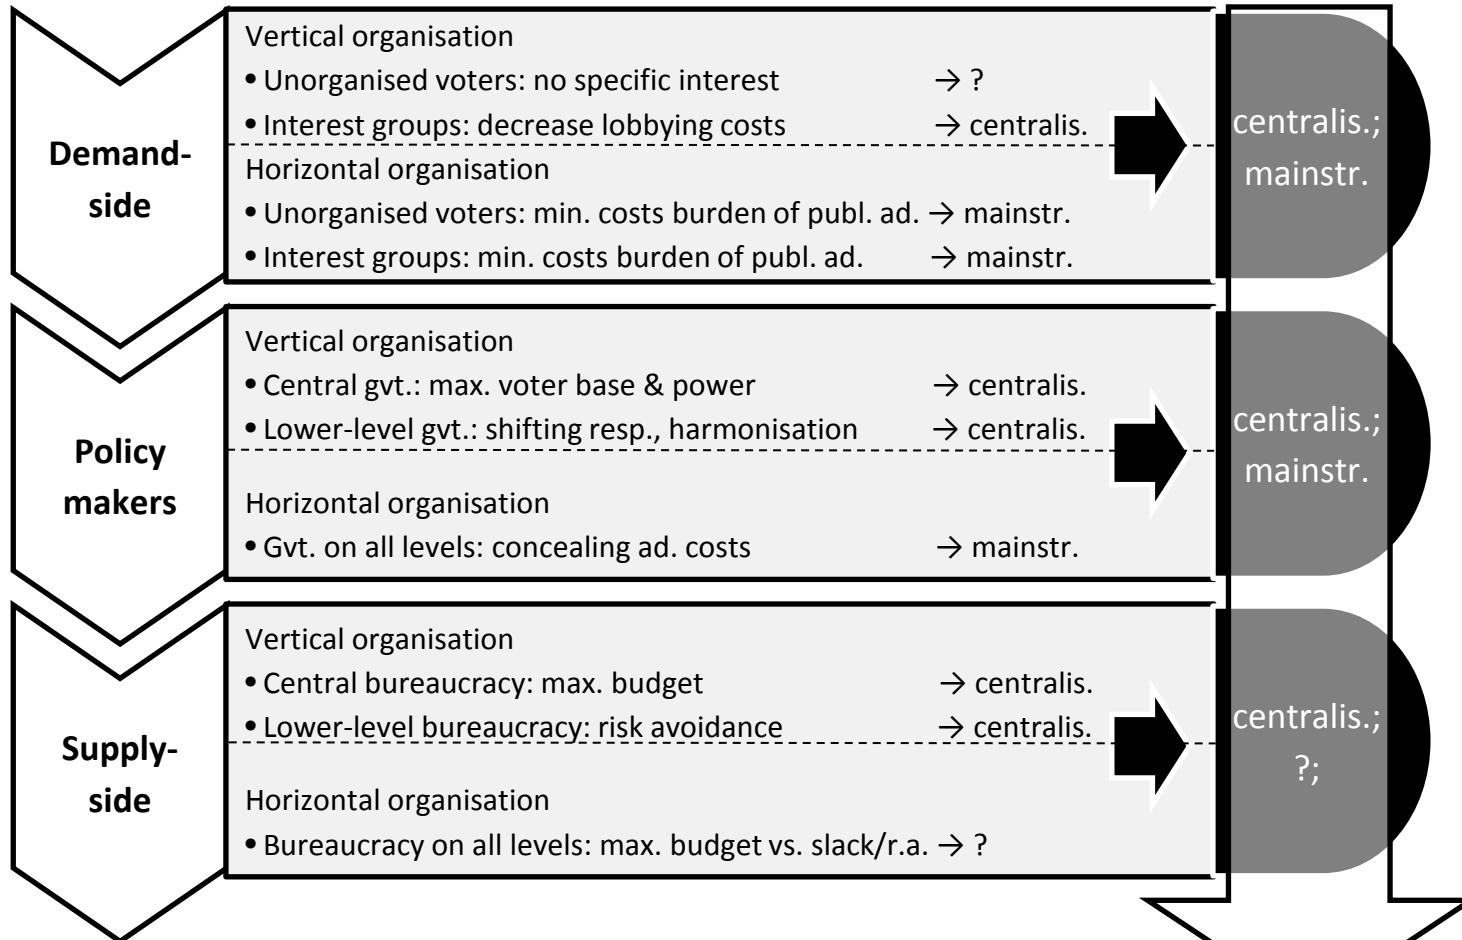 Demand-
side
Vertical organisation
• Unorganised voters: no specific interest → ?
• Interest groups: decrease lobbying costs → centralis.
Horizontal organisation
• Unorganised voters: min. costs burden of publ. ad. → mainstr.
• Interest groups: min. costs burden of publ. ad. → mainstr.
centralis.;
mainstr.
Policy
makers
Vertical organisation
• Central gvt.: max. voter base & power → centralis.
• Lower-level gvt.: shifting resp., harmonisation → centralis.
Horizontal organisation
• Gvt. on all levels: concealing ad. costs → mainstr.
centralis.;
mainstr.
Supply-
side
Vertical organisation
• Central bureaucracy: max. budget → centralis.
• Lower-level bureaucracy: risk avoidance → centralis.
Horizontal organisation
• Bureaucracy on all levels: max. budget vs. slack/r.a. → ?
centralis.;
?;